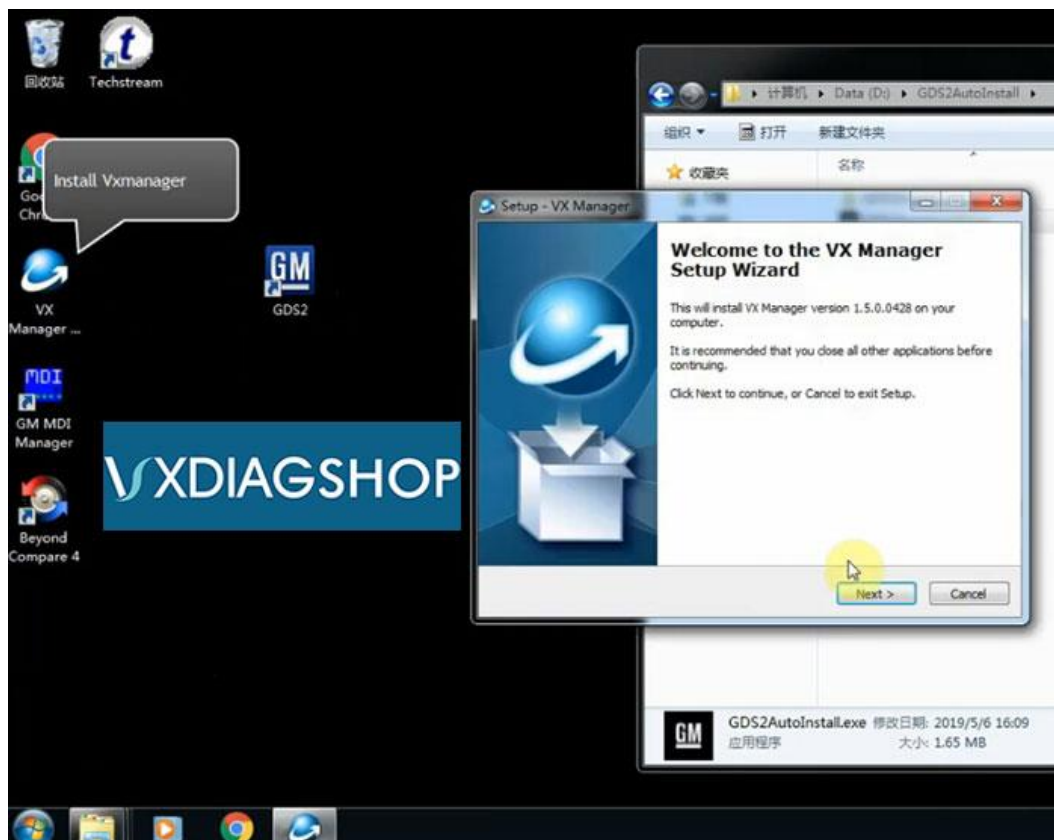 回收站
Techstream
Install Vxmanager
Goo
Chr
VX
Manager ...
GM
GDS2
MDI
GM MDI
Manager
VXDIAGSHOP
Beyond
Compare 4
计算机 ▸ Data (D:) ▸ GDS2AutoInstall ▸
组织 打开 新建文件夹
收藏夹 名称
Setup - VX Manager
Welcome to the VX Manager
Setup Wizard
This will install VX Manager version 1.5.0.0428 on your
computer.
It is recommended that you close all other applications before
continuing.
Click Next to continue, or Cancel to exit Setup.
Next > Cancel
GM
GDS2AutoInstall.exe 修改日期: 2019/5/6 16:09
应用程序 大小: 1.65 MB